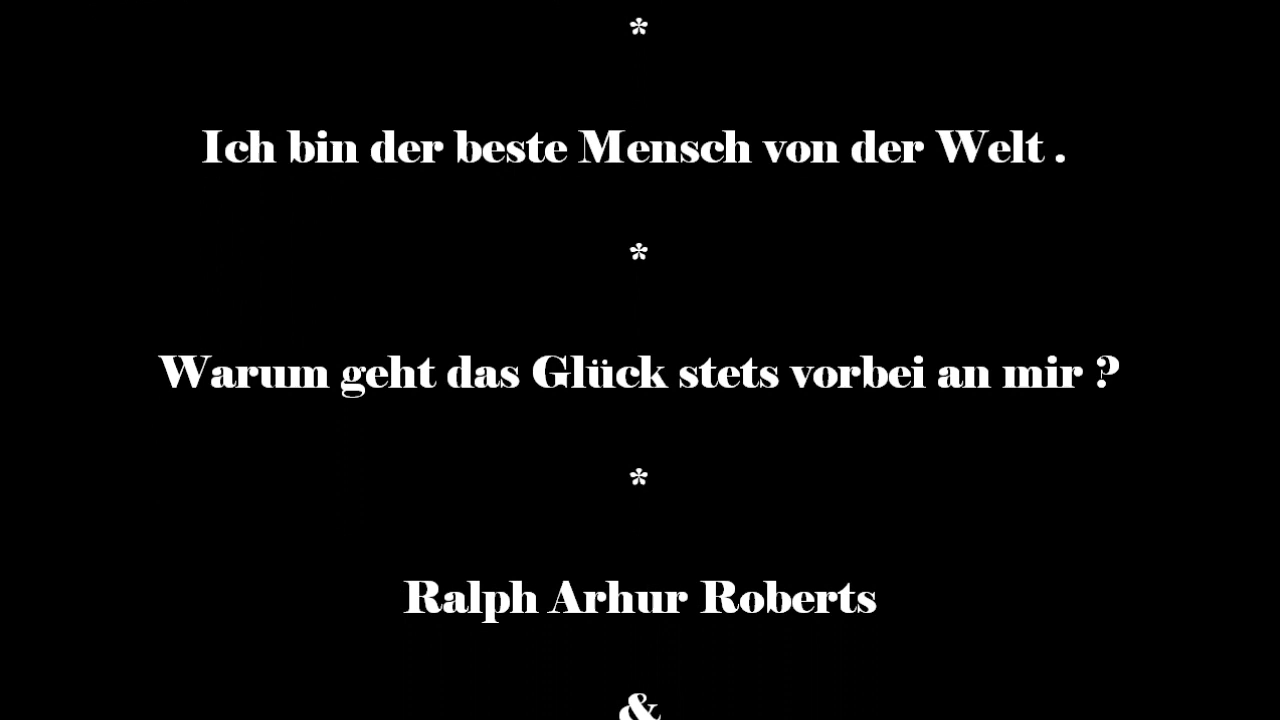 *
Ich bin der beste Mensch von der Welt .
*
Warum geht das Glück stets vorbei an mir ?
*
Ralph Arhur Roberts
&